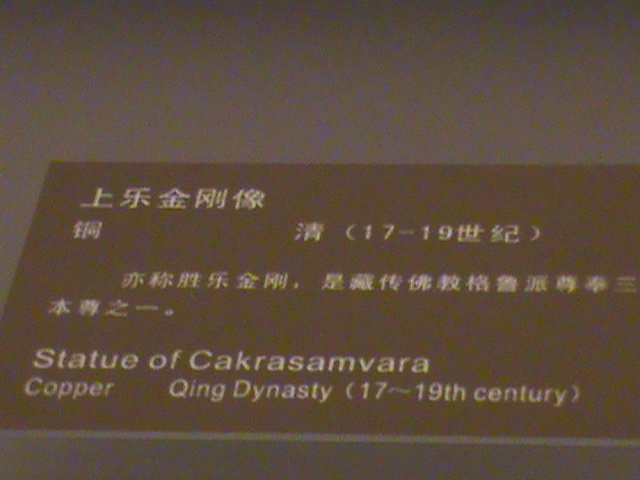 上乐金刚像
铜 清（17-19世纪）
亦称胜乐金刚，是藏传佛教格鲁派尊奉三
本尊之一。
Statue of Cakrasamvara
Copper Qing Dynasty（17～19th century）